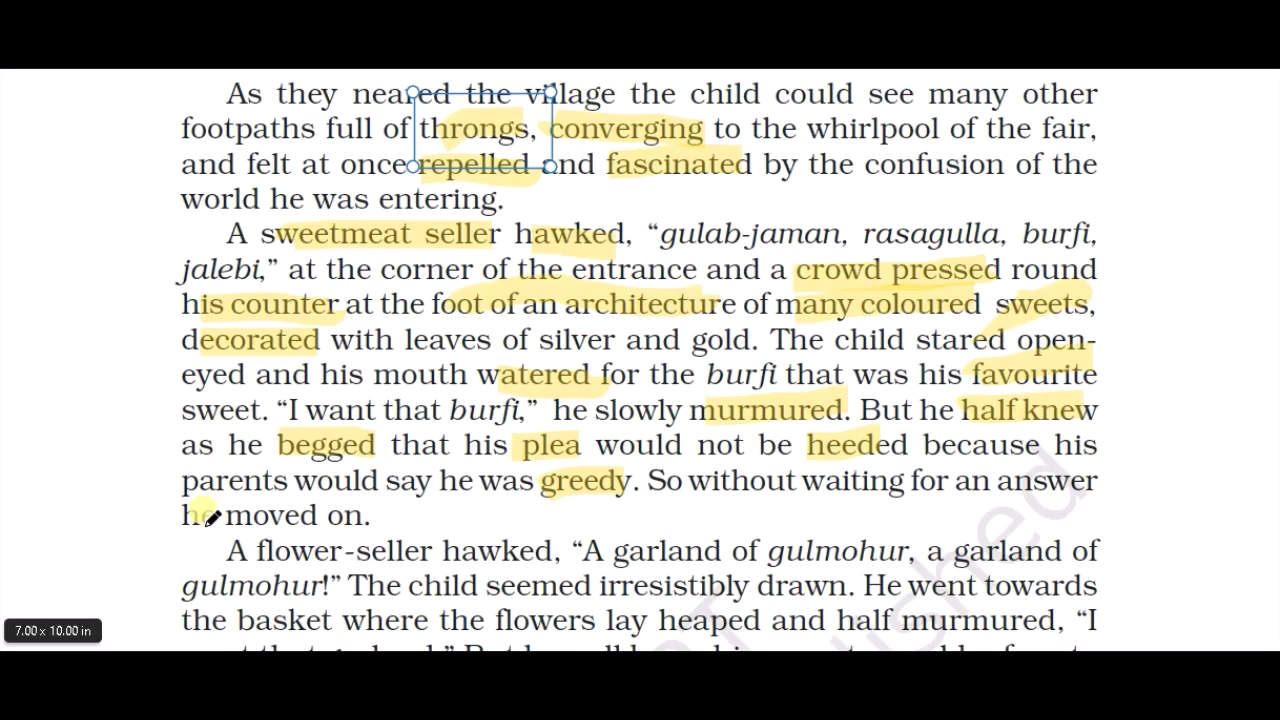 As they neared the village the child could see many other
footpaths full of throngs, converging to the whirlpool of the fair,
and felt at once repelled and fascinated by the confusion of the
world he was entering.
A sweetmeat seller hawked, “gulab-jaman, rasagulla, burfi,
jalebi,” at the corner of the entrance and a crowd pressed round
his counter at the foot of an architecture of many coloured sweets,
decorated with leaves of silver and gold. The child stared open-
eyed and his mouth watered for the burfi that was his favourite
sweet. “I want that burfi,” he slowly murmured. But he half knew
as he begged that his plea would not be heeded because his
parents would say he was greedy. So without waiting for an answer
he moved on.
A flower-seller hawked, “A garland of gulmohur, a garland of
gulmohur!” The child seemed irresistibly drawn. He went towards
the basket where the flowers lay heaped and half murmured, “I
7.00 x 10.00 in